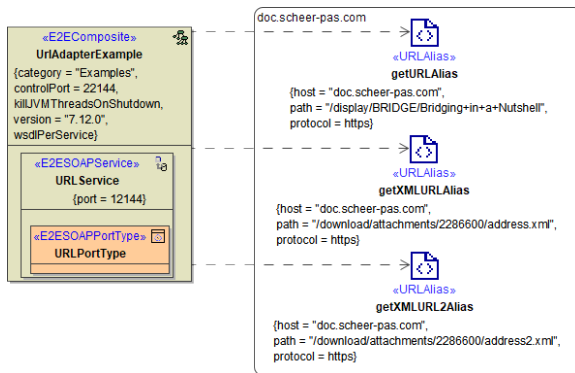 «E2EComposite»
UrlAdapterExample
{category = "Examples",
controlPort = 22144,
killJVMThreadsOnShutdown,
version = "7.12.0",
wsdlPerService}
«E2ESOAPService»
URLService
{port = 12144}
«E2ESOAPPortType»
URLPortType
doc.scheer-pas.com
«URLAlias»
getURLAlias
{host = "doc.scheer-pas.com",
path = "/display/BRIDGE/Bridging+in+a+Nutshell",
protocol = https}
«URLAlias»
getXMLURLAlias
{host = "doc.scheer-pas.com",
path = "/download/attachments/2286600/address.xml",
protocol = https}
«URLAlias»
getXMLURL2Alias
{host = "doc.scheer-pas.com",
path = "/download/attachments/2286600/address2.xml",
protocol = https}